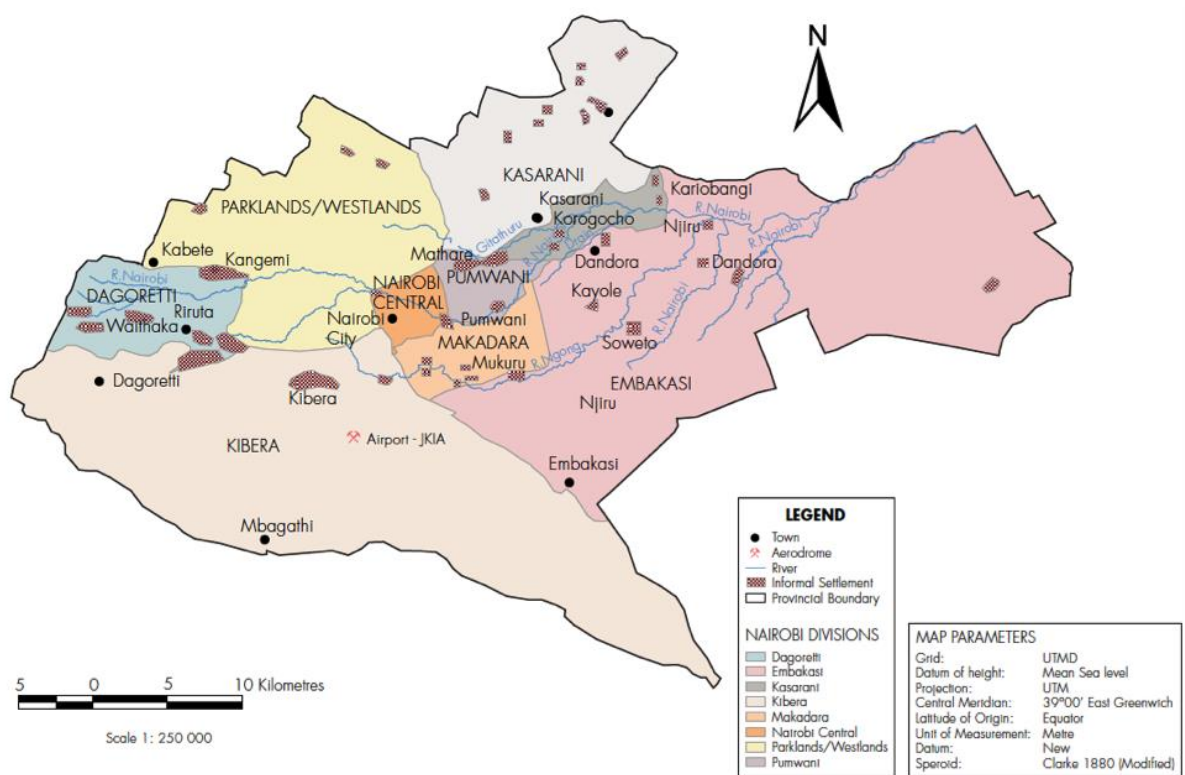 N
KASARANI
Kasarani
Kariobangi
PARKLANDS/WESTLANDS
Korogocho
R.Nairobi
R. Gitathuru
Njiru
R.Nairobi
Kabete
Mathare
Kangemi
PUMWANI
Dandora
Dandora
R.Nairobi
NAIROBI
CENTRAL
DAGORETTI
Kayole
R.Nairobi
Riruta
Waithaka
Nairobi
City
Pumwani
MAKADARA
Mukuru
R.Ngong
Soweto
Dagoretti
Kibera
EMBAKASI
Njiru
KIBERA
Airport - JKIA
Embakasi
Mbagathi
LEGEND
Town
Aerodrome
River
Informal Settlement
Provincial Boundary
NAIROBI DIVISIONS
Dagoretti
Embakasi
Kasarani
Kibera
Makadara
Nairobi Central
Parklands/Westlands
Pumwani
MAP PARAMETERS
Grid: UTMD
Datum of height: Mean Sea level
Projection: UTM
Central Meridian: 39º00' East Greenwich
Latitude of Origin: Equator
Unit of Measurement: Metre
Datum: New
Speroid: Clarke 1880 (Modified)
5 0 5 10 Kilometres
Scale 1: 250 000